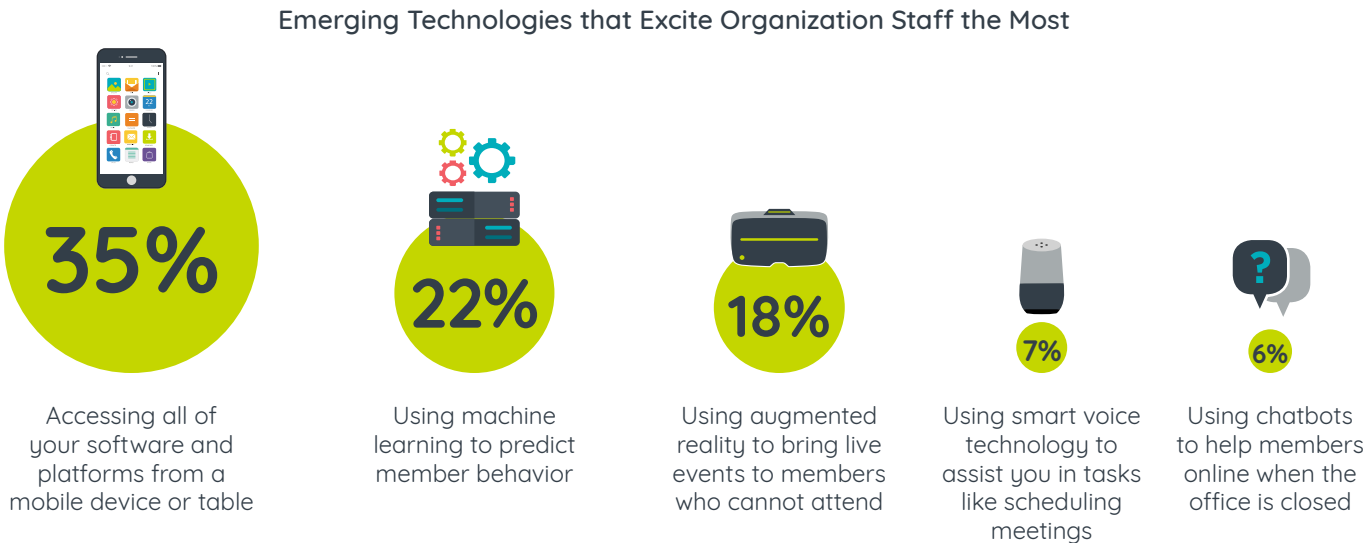 Emerging Technologies that Excite Organization Staff the Most
22
35%
22%
18%
7%
?
6%
Accessing all of
your software and
platforms from a
mobile device or table
Using machine
learning to predict
member behavior
Using augmented
reality to bring live
events to members
who cannot attend
Using smart voice
technology to
assist you in tasks
like scheduling
meetings
Using chatbots
to help members
online when the
office is closed